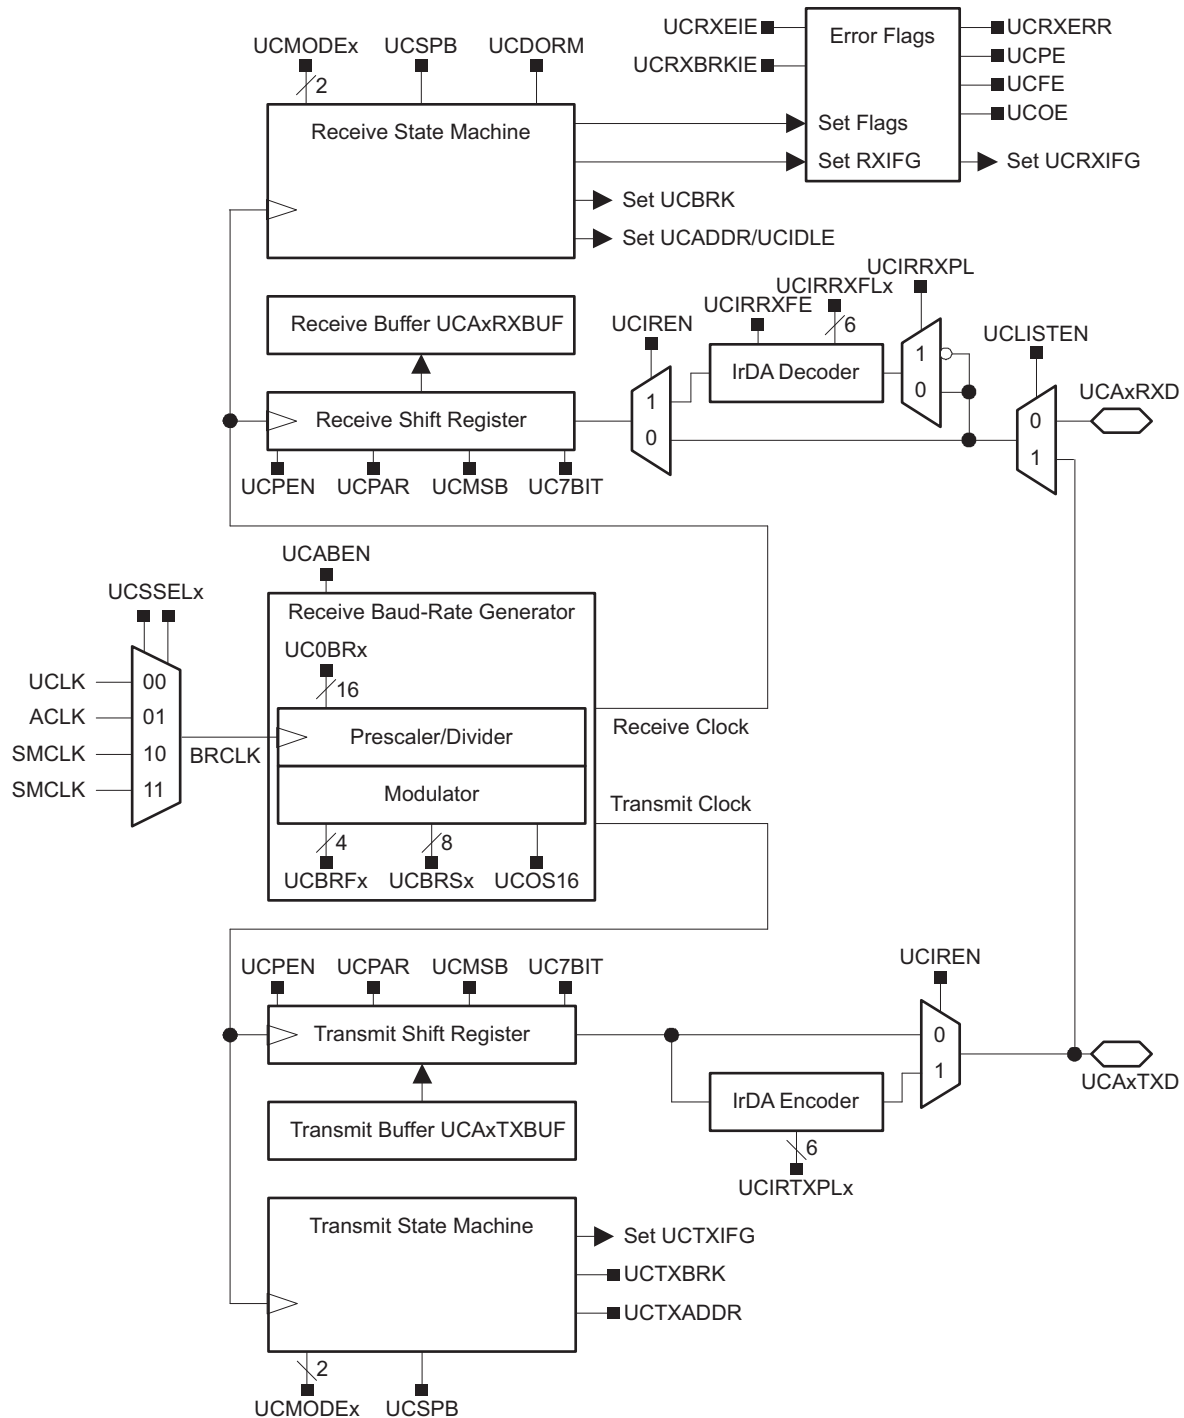 UCRXEIE
Error Flags
UCRXERR
UCMODEx
UCSPB
UCDORM
UCRXBRKIE
UCPE
2
UCFE
UCOE
Receive State Machine
Set Flags
Set RXIFG
Set UCRXIFG
Set UCBRK
Set UCADDR/UCIDLE
UCIRRXPL
UCIRRXFLx
UCIRRXFE
Receive Buffer UCAxRXBUF
UCIREN
6
UCLISTEN
1
IrDA Decoder
UCAxRXD
0
1
Receive Shift Register
0
0
1
UCPEN
UCPAR
UCMSB
UC7BIT
UCABEN
UCSSELx
Receive Baud-Rate Generator
UC0BRx
UCLK
00
16
ACLK
01
Receive Clock
Prescaler/Divider
SMCLK
10
BRCLK
SMCLK
11
Modulator
Transmit Clock
4
8
UCBRFx
UCBRSx
UCOS16
UCPEN
UCPAR
UCMSB
UC7BIT
UCIREN
Transmit Shift Register
0
1
UCAxTXD
IrDA Encoder
Transmit Buffer UCAxTXBUF
6
UCIRTXPLx
Transmit State Machine
Set UCTXIFG
UCTXBRK
UCTXADDR
2
UCMODEx
UCSPB